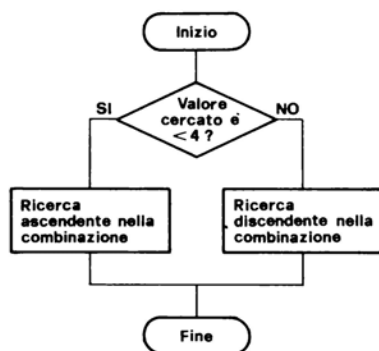 Inizio
SI
Valore
cercato e
< 4 ?
NO
Ricerca
ascendente nella
combinazione
Ricerca
discendente nella
combinazione
Fine